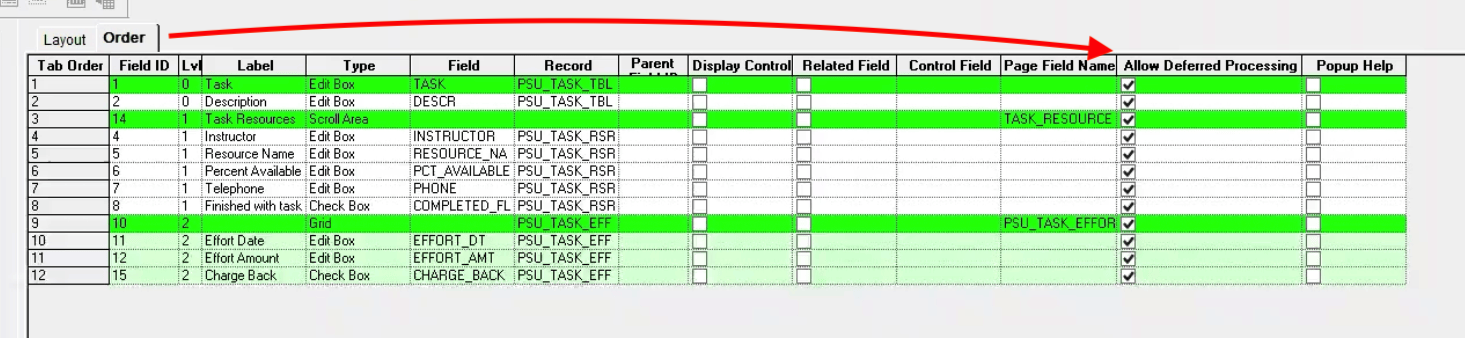 Layout Order
Tab Order Field ID Lvl Label Type Field Record Parent Display Control Related Field Control Field Page Field Name Allow Deferred Processing Popup Help
1 1 0 Task Edit Box TASK PSU_TASK_TBL
2 2 0 Description Edit Box DESCR PSU_TASK_TBL
3 14 1 Task Resources Scroll Area TASK_RESOURCE
4 4 1 Instructor Edit Box INSTRUCTOR PSU_TASK_RSR
5 5 1 Resource Name Edit Box RESOURCE_NA PSU_TASK_RSR
6 6 1 Percent Available Edit Box PCT_AVAILABLE PSU_TASK_RSR
7 7 1 Telephone Edit Box PHONE PSU_TASK_RSR
8 8 1 Finished with task Check Box COMPLETED_FL PSU_TASK_RSR
9 10 2 Grid PSU_TASK_EFF PSU_TASK_EFFOR
10 11 2 Effort Date Edit Box EFFORT_DT PSU_TASK_EFF
11 12 2 Effort Amount Edit Box EFFORT_AMT PSU_TASK_EFF
12 15 2 Charge Back Check Box CHARGE_BACK PSU_TASK_EFF